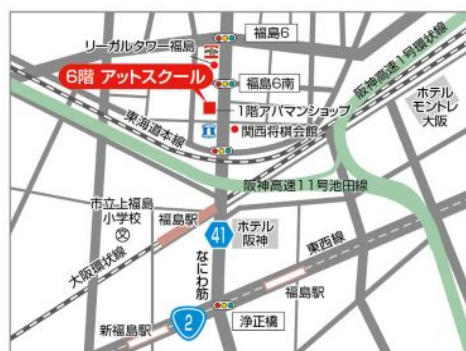 福島6
リーガルタワー福島
6階 アットスクール
福島6南
1階アパマンショップ
関西将棋会館
東海道本線
阪神高速1号環状線
ホテル
モントレ
大阪
阪神高速11号池田線
市立上福島
小学校
文
福島駅
41
ホテル
阪神
大阪環状線
なにわ筋
東西線
福島駅
2
浄正橋
新福島駅